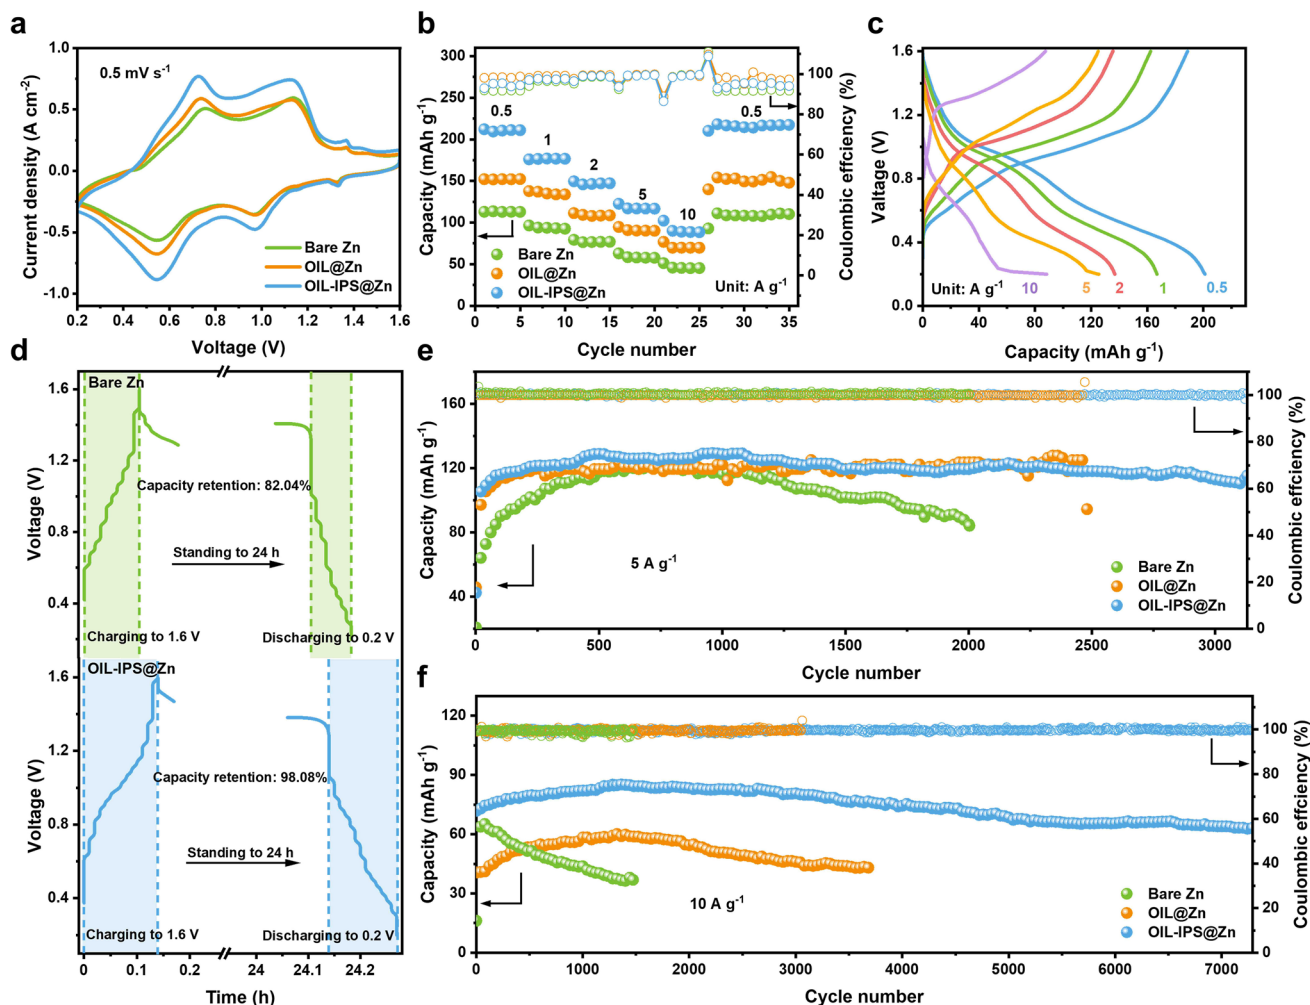 a
1.0
0.5
0.0
-0.5
-1.0
0.2 0.4 0.6 0.8 1.0 1.2 1.4 1.6
Current density (A cm-2)
Voltage (V)
0.5 mV s-1
Bare Zn
OIL@Zn
OIL-IPS@Zn
b
300
250
200
150
100
50
0
0 5 10 15 20 25 30 35
100
80
60
40
20
0
Capacity (mAh g-1)
Coulombic effciency (%)
Cycle number
0.5
1
2
5
10
0.5
Bare Zn
OIL@Zn
OIL-IPS@Zn
Unit: A g-1
c
1.6
1.2
0.8
0.4
0.2
0 40 80 120 160 200
Valtage (V)
Capacity (mAh g-1)
Unit: A g-1 10 5 2 1 0.5
d
Bare Zn
1.6
1.2
0.8
0.4
Voltage (V)
Capacity retention: 82.04%
Standing to 24 h
Charging to 1.6 V
Discharging to 0.2 V
OIL-IPS@Zn
1.6
1.2
0.8
0.4
Voltage (V)
Capacity retention: 98.08%
Standing to 24 h
Charging to 1.6 V
Discharging to 0.2 V
0 0.1 0.2 24 24.1 24.2
Time (h)
e
160
120
80
40
0 500 1000 1500 2000 2500 3000
100
80
60
40
20
0
Capacity (mAh g-1)
Coulombic efficiency (%)
Cycle number
5 A g-1
Bare Zn
OIL@Zn
OIL-IPS@Zn
f
120
90
60
30
0
0 1000 2000 3000 4000 5000 6000 7000
100
80
60
40
20
0
Capacity (mAh g-1)
Coulombic efficiency (%)
Cycle number
10 A g-1
Bare Zn
OIL@Zn
OIL-IPS@Zn